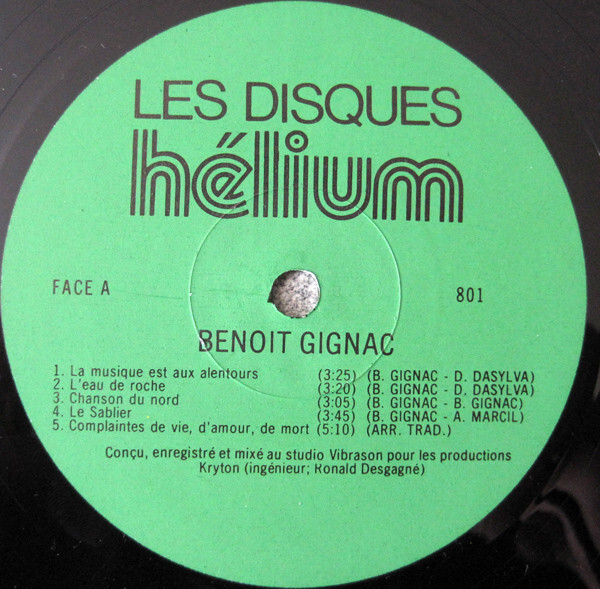 LES DISQUES
hélium
FACE A
801
BENOIT GIGNAC
1. La musique est aux alentours (3:25) (B. GIGNAC - D. DASYLVA)
2. L'eau de roche (3:20) (B. GIGNAC - D. DASYLVA)
3. Chanson du nord (3:05) (B. GIGNAC - B. GIGNAC)
4. Le Sablier (3:45) (B. GIGNAC - A. MARCIL)
5. Complaintes de vie, d'amour, de mort (5:10) (ARR. TRAD.)
Conçu, enregistré et mixé au studio Vibrason pour les productions
Kryton (ingénieur; Ronald Desgagné)